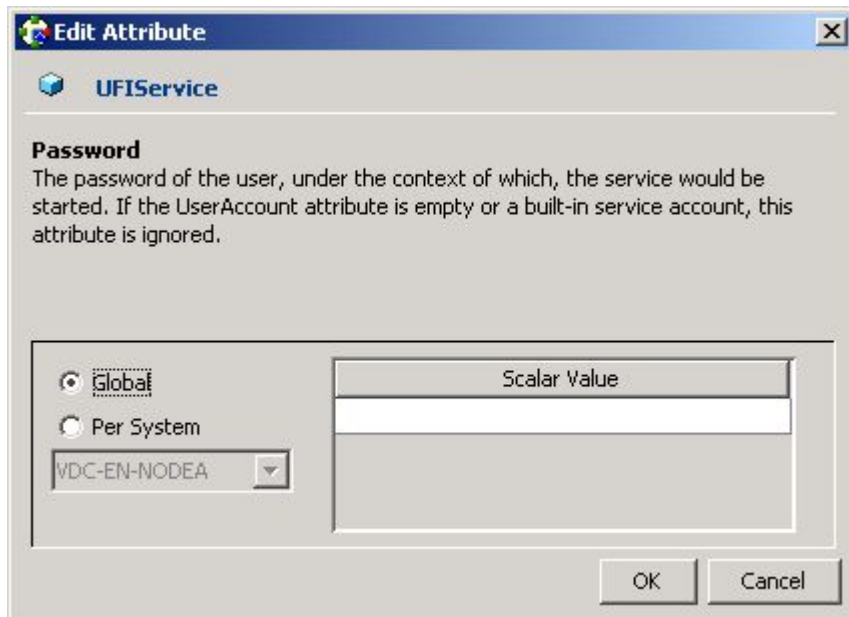 Edit Attribute
UFIService
Password
The password of the user, under the context of which, the service would be
started. If the UserAccount attribute is empty or a built-in service account, this
attribute is ignored.
Global
Scalar Value
Per System
VDC-EN-NODEA
OK
Cancel